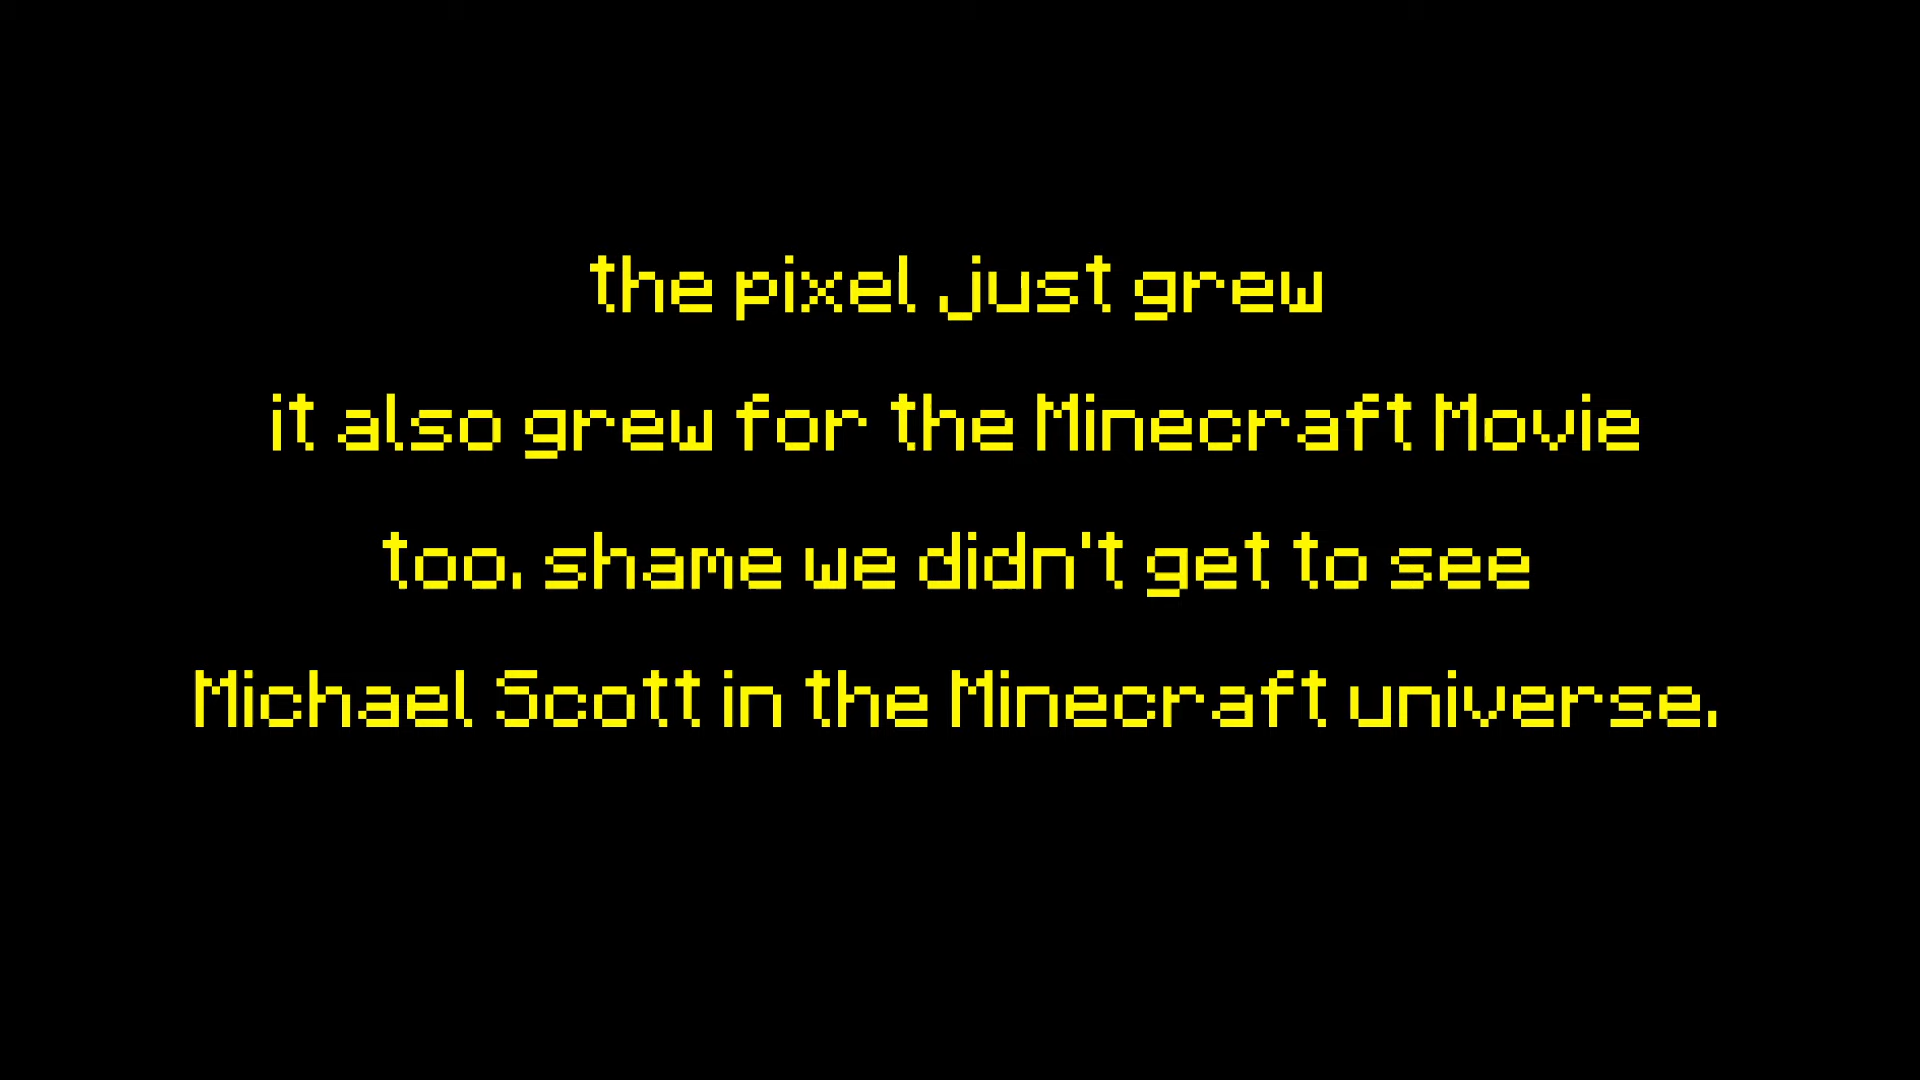 the pixel just grew
it also grew for the Minecraft Movie
too. shame we didn't get to see
Michael Scott in the Minecraft universe.